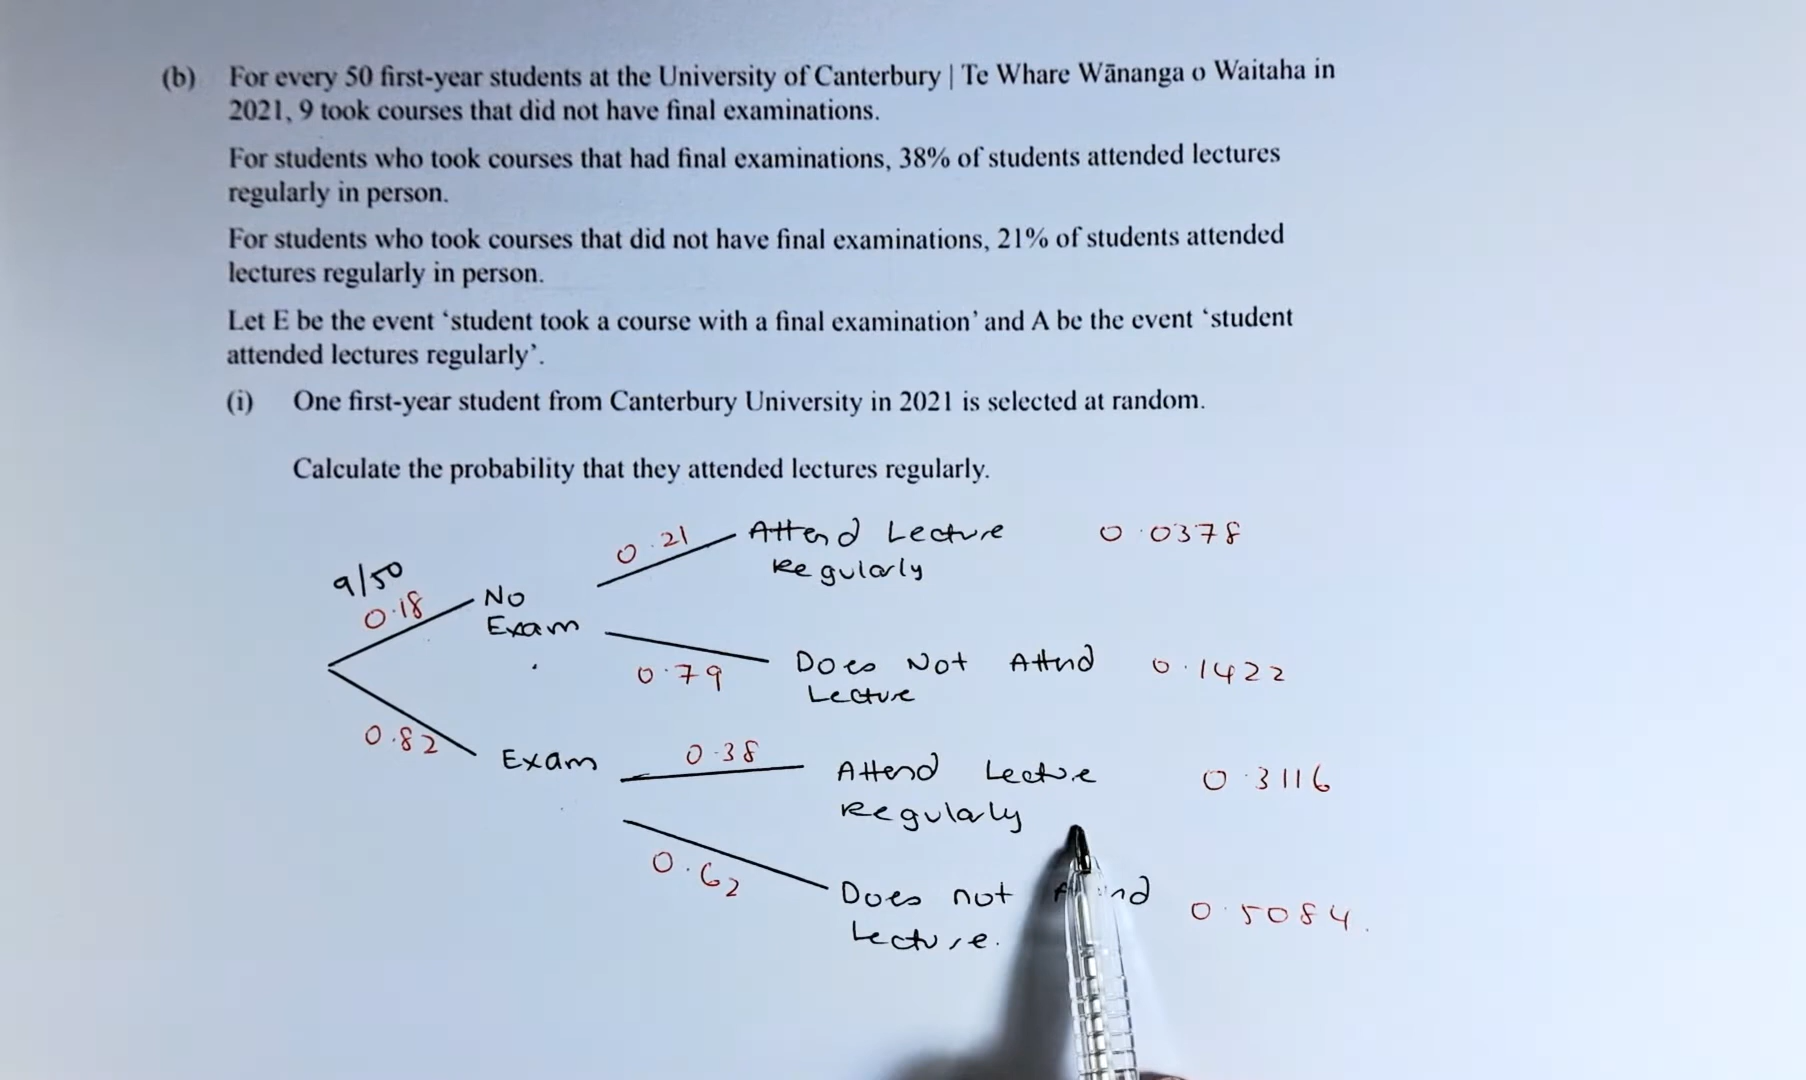 (b) For every 50 first-year students at the University of Canterbury | Te Whare Wānanga o Waitaha in
2021, 9 took courses that did not have final examinations.
For students who took courses that had final examinations, 38% of students attended lectures
regularly in person.
For students who took courses that did not have final examinations, 21% of students attended
lectures regularly in person.
Let E be the event ‘student took a course with a final examination’ and A be the event ‘student
attended lectures regularly’.
(i) One first-year student from Canterbury University in 2021 is selected at random.
Calculate the probability that they attended lectures regularly.
0.21 Attend Lecture 0.0378
Regularly
9/50
0.18 No
Exam
0.79 Does Not Attnd 0.1422
Lecture
0.82 Exam 0.38 Attend Lectre 0.3116
Regularly
0.62 Does not 0.5084.
Lecture.